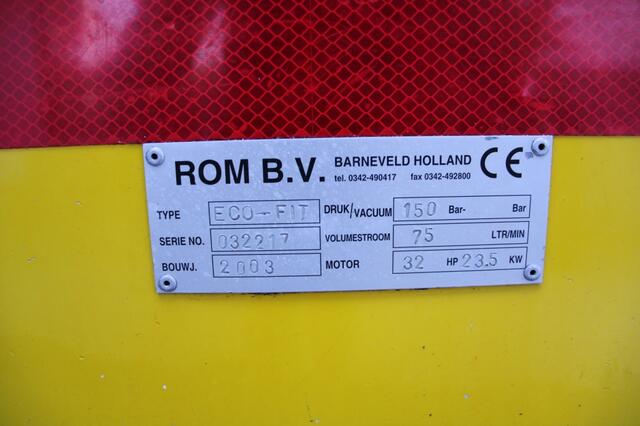 ROM B.V. BARNEVELD HOLLAND CE
tel. 0342-490417 fax 0342-492800
TYPE ECO-FIT DRUK/VACUUM 150 Bar- Bar
SERIE NO. 032217 VOLUMESTROOM 75 LTR/MIN
BOUWJ. 2003 MOTOR 32 HP 23.5 KW